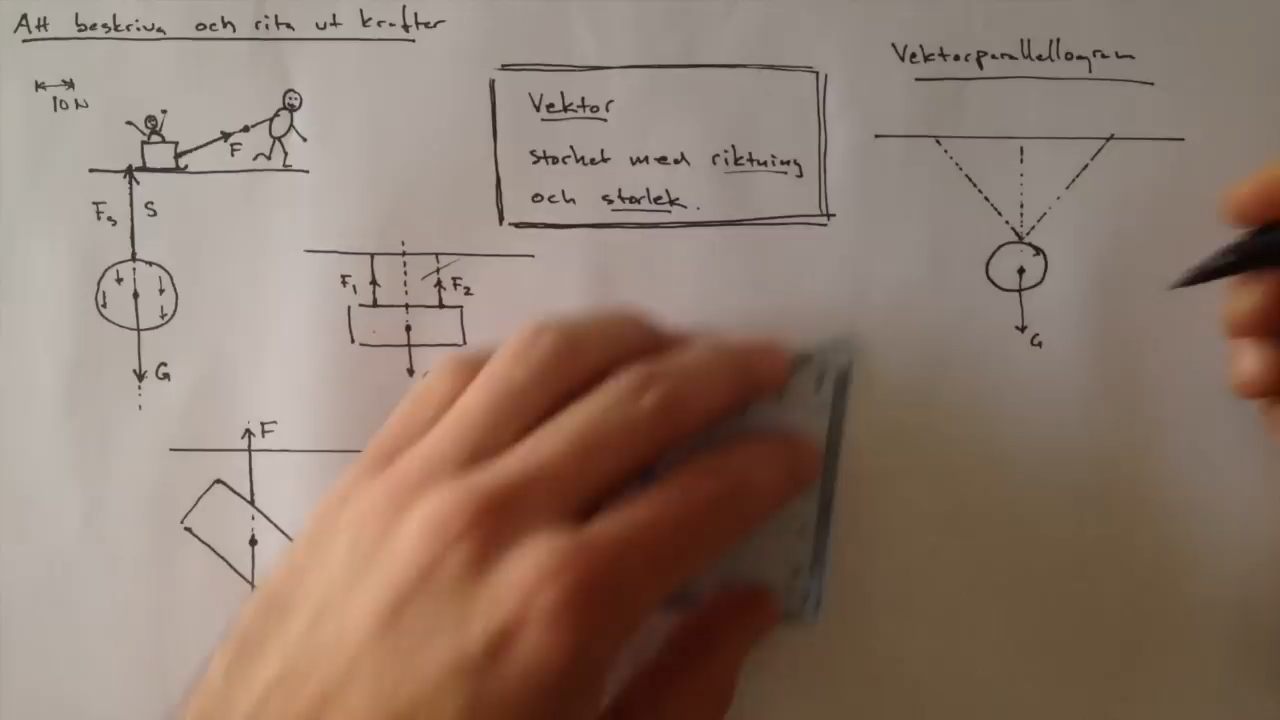 Att beskriva och rita ut krafter
10 N
F
Fs S
G
F1 F2
F
Vektor
storhet med riktning
och storlek.
Vektorparallellogram
G